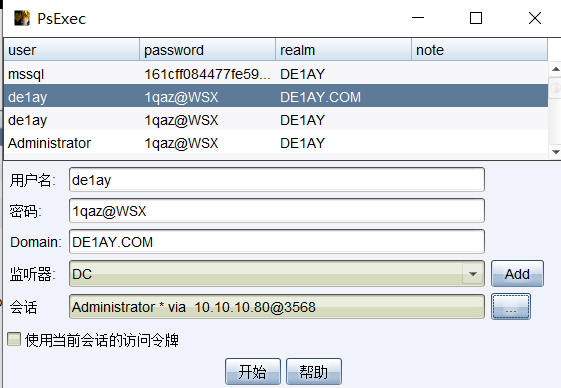 PsExec
user password realm note
mssql 161cff084477fe59... DE1AY
de1ay 1qaz@WSX DE1AY.COM
de1ay 1qaz@WSX DE1AY
Administrator 1qaz@WSX DE1AY
用户名: de1ay
密码: 1qaz@WSX
Domain: DE1AY.COM
监听器: DC Add
会话 Administrator * via 10.10.10.80@3568 ...
使用当前会话的访问令牌
开始 帮助